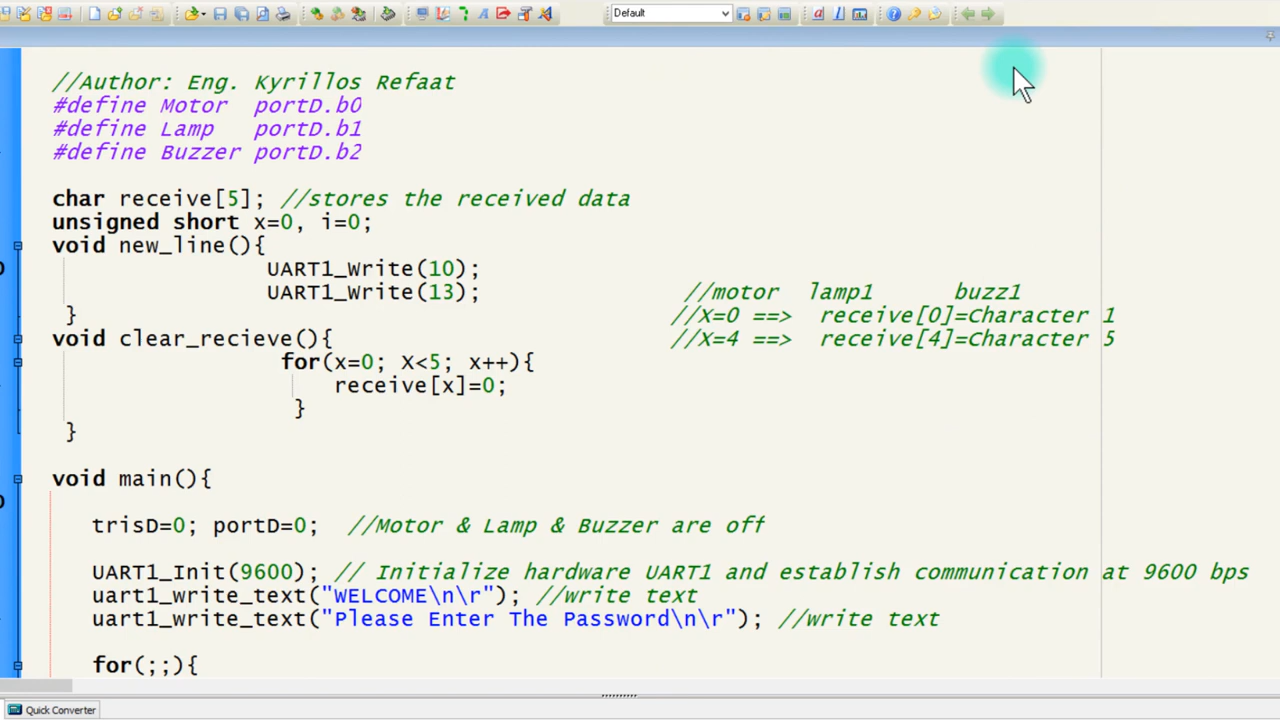 Default
//Author: Eng. Kyrillos Refaat
#define Motor portD.b0
#define Lamp portD.b1
#define Buzzer portD.b2
char receive[5]; //stores the received data
unsigned short x=0, i=0;
void new_line(){
UART1_Write(10);
UART1_Write(13); //motor lamp1 buzz1
} //X=0 ==> receive[0]=Character 1
void clear_recieve(){ //X=4 ==> receive[4]=Character 5
for(x=0; X<5; x++){
receive[x]=0;
}
}
void main(){
trisD=0; portD=0; //Motor & Lamp & Buzzer are off
UART1_Init(9600); // Initialize hardware UART1 and establish communication at 9600 bps
uart1_write_text("WELCOME\n\r"); //write text
uart1_write_text("Please Enter The Password\n\r"); //write text
for(;;){
Quick Converter